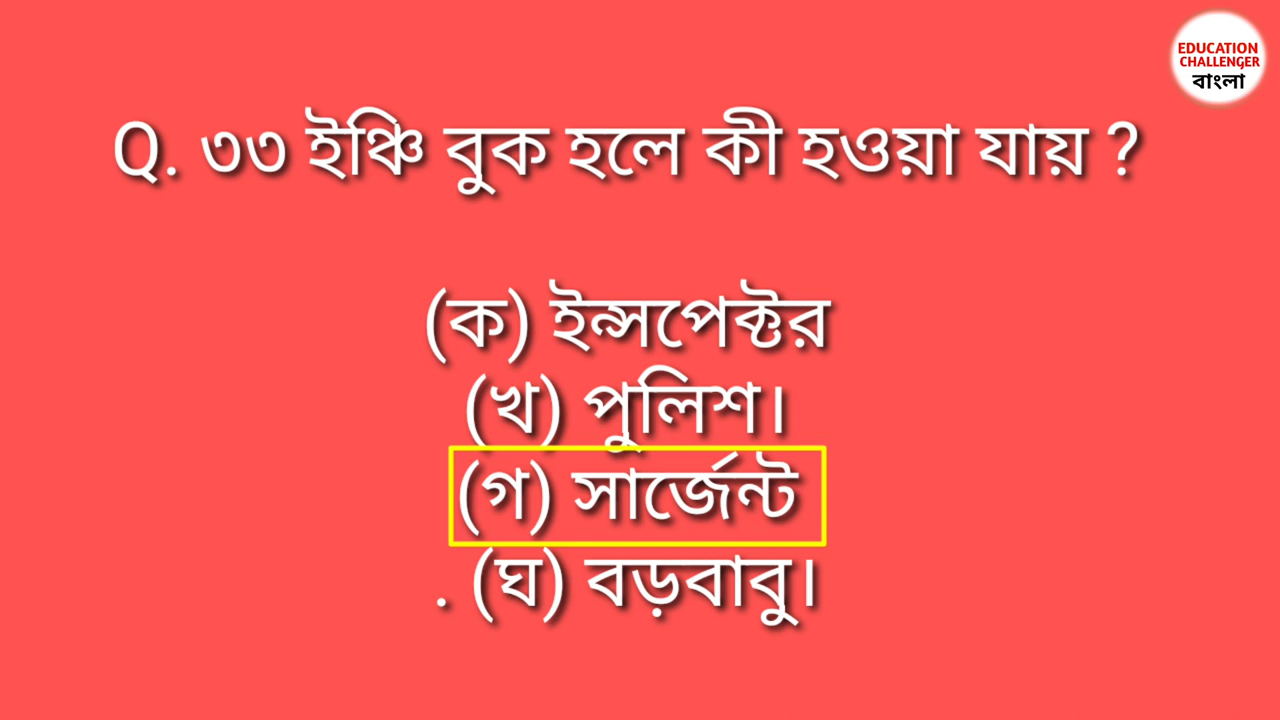 EDUCATION
CHALLENGER
বাংলা
Q. ৩৩ ইঞ্চি বুক হলে কী হওয়া যায় ?
(ক) ইন্সপেক্টর
(খ) পুলিশ।
(গ) সার্জেন্ট
. (ঘ) বড়বাবু।